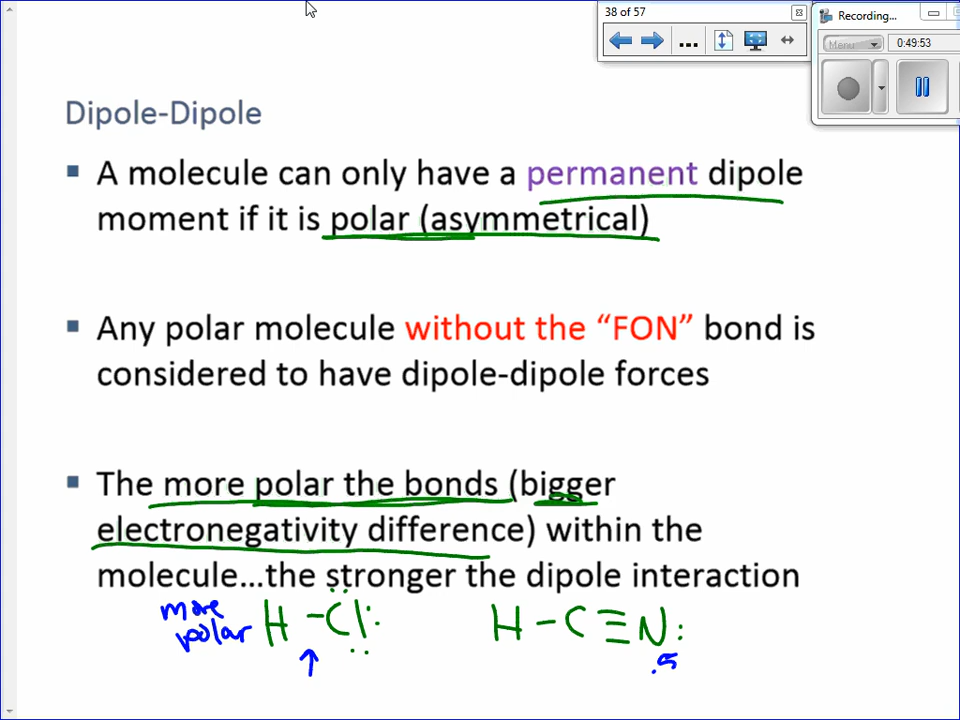 38 of 57
Recording...
Menu
0:49:53
Dipole-Dipole
A molecule can only have a permanent dipole
moment if it is polar (asymmetrical)
Any polar molecule without the “FON” bond is
considered to have dipole-dipole forces
The more polar the bonds (bigger
electronegativity difference) within the
molecule...the stronger the dipole interaction
more
polar
H – Cl:
H – C ≡ N:
.5